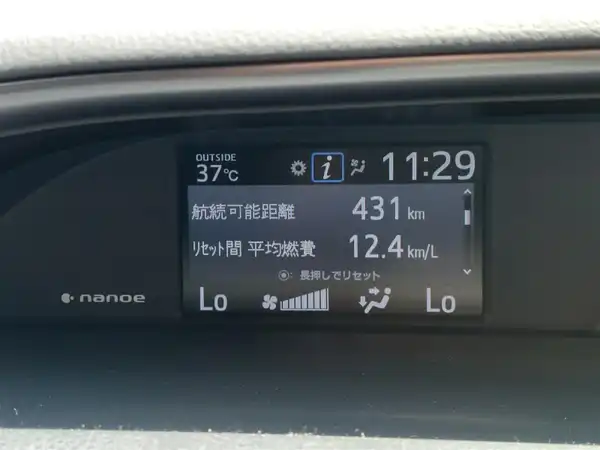 OUTSIDE
37℃
i
11:29
航続可能距離 431 km
リセット間 平均燃費 12.4 km/L
◉: 長押しでリセット
nanoe
Lo Lo